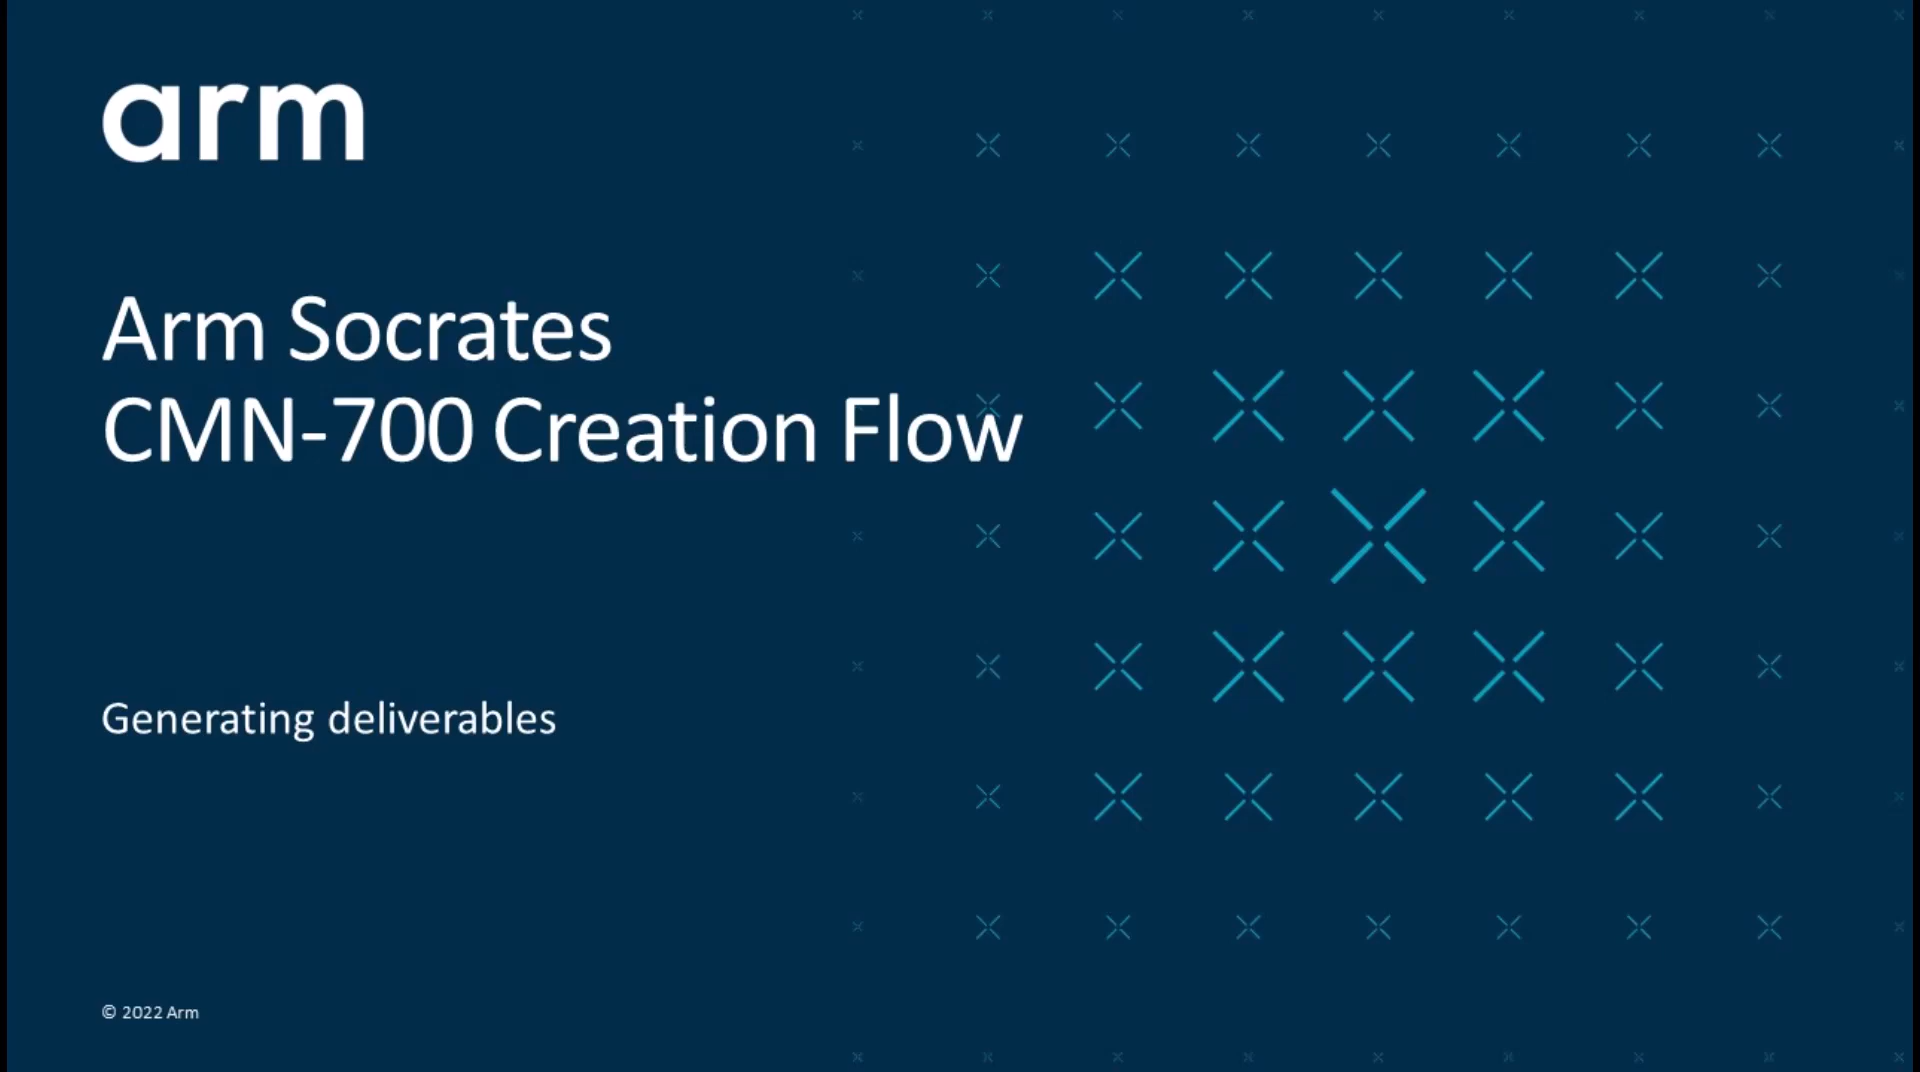 arm
Arm Socrates
CMN-700 Creation Flow
Generating deliverables
© 2022 Arm